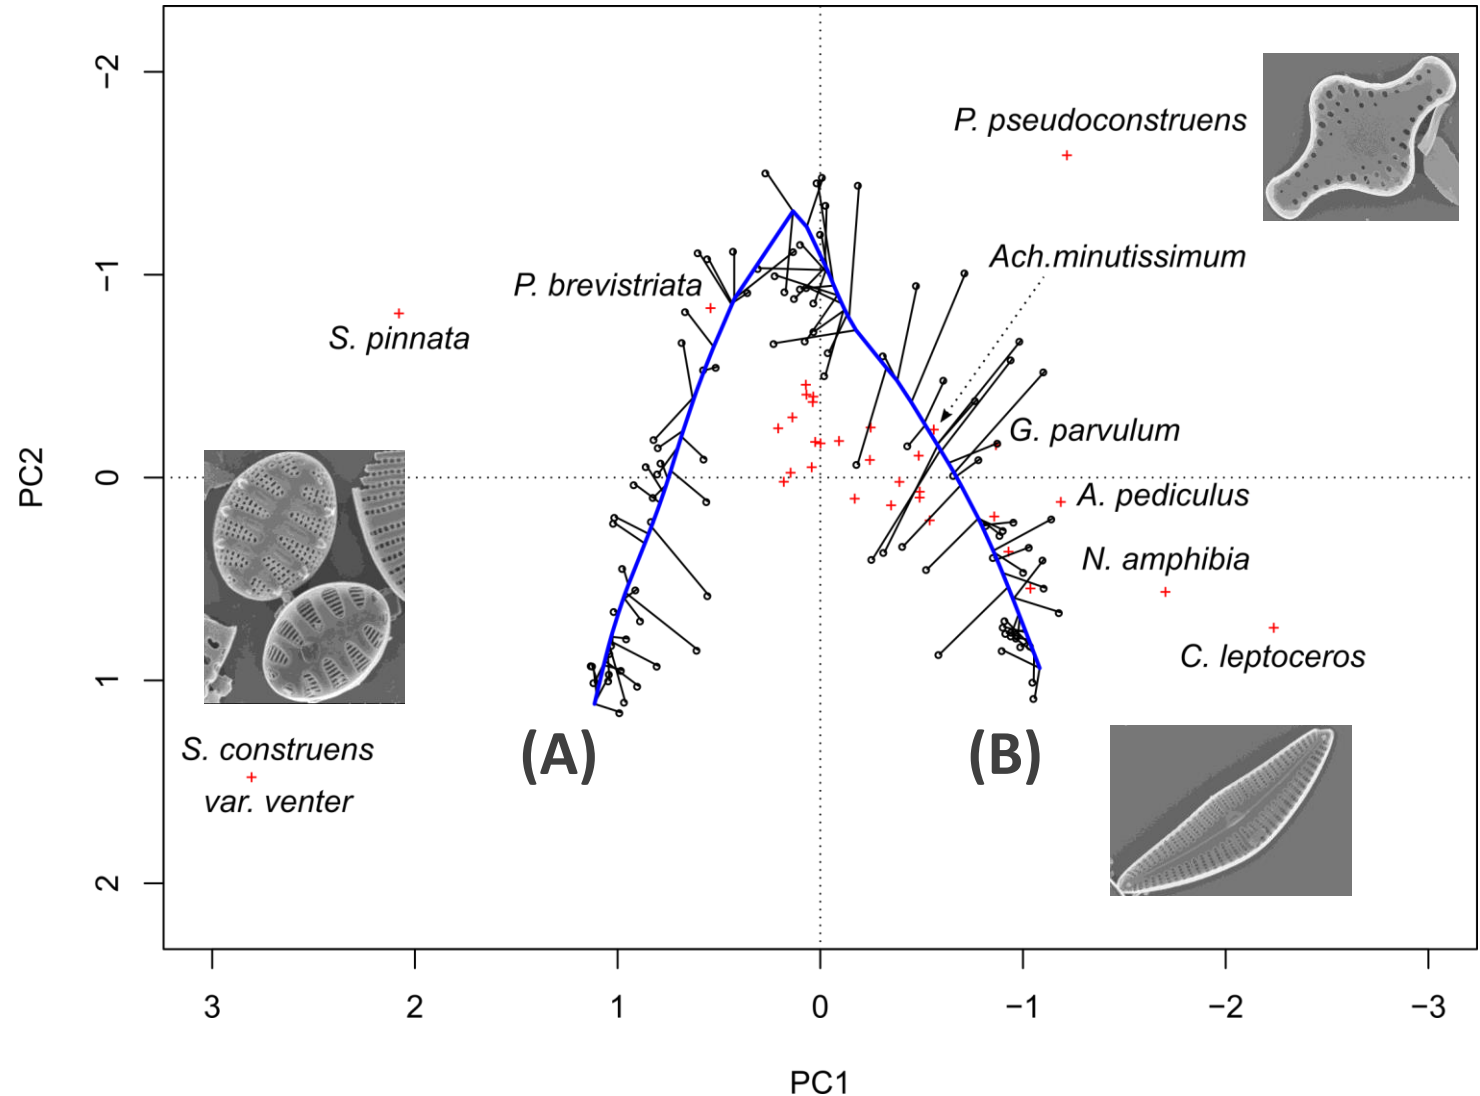 −2
P. pseudoconstruens
Ach.minutissimum
−1
P. brevistriata
S. pinnata
G. parvulum
PC2
0
A. pediculus
N. amphibia
C. leptoceros
1
(A)
(B)
S. construens
var. venter
2
3
2
1
0
−1
−2
−3
PC1